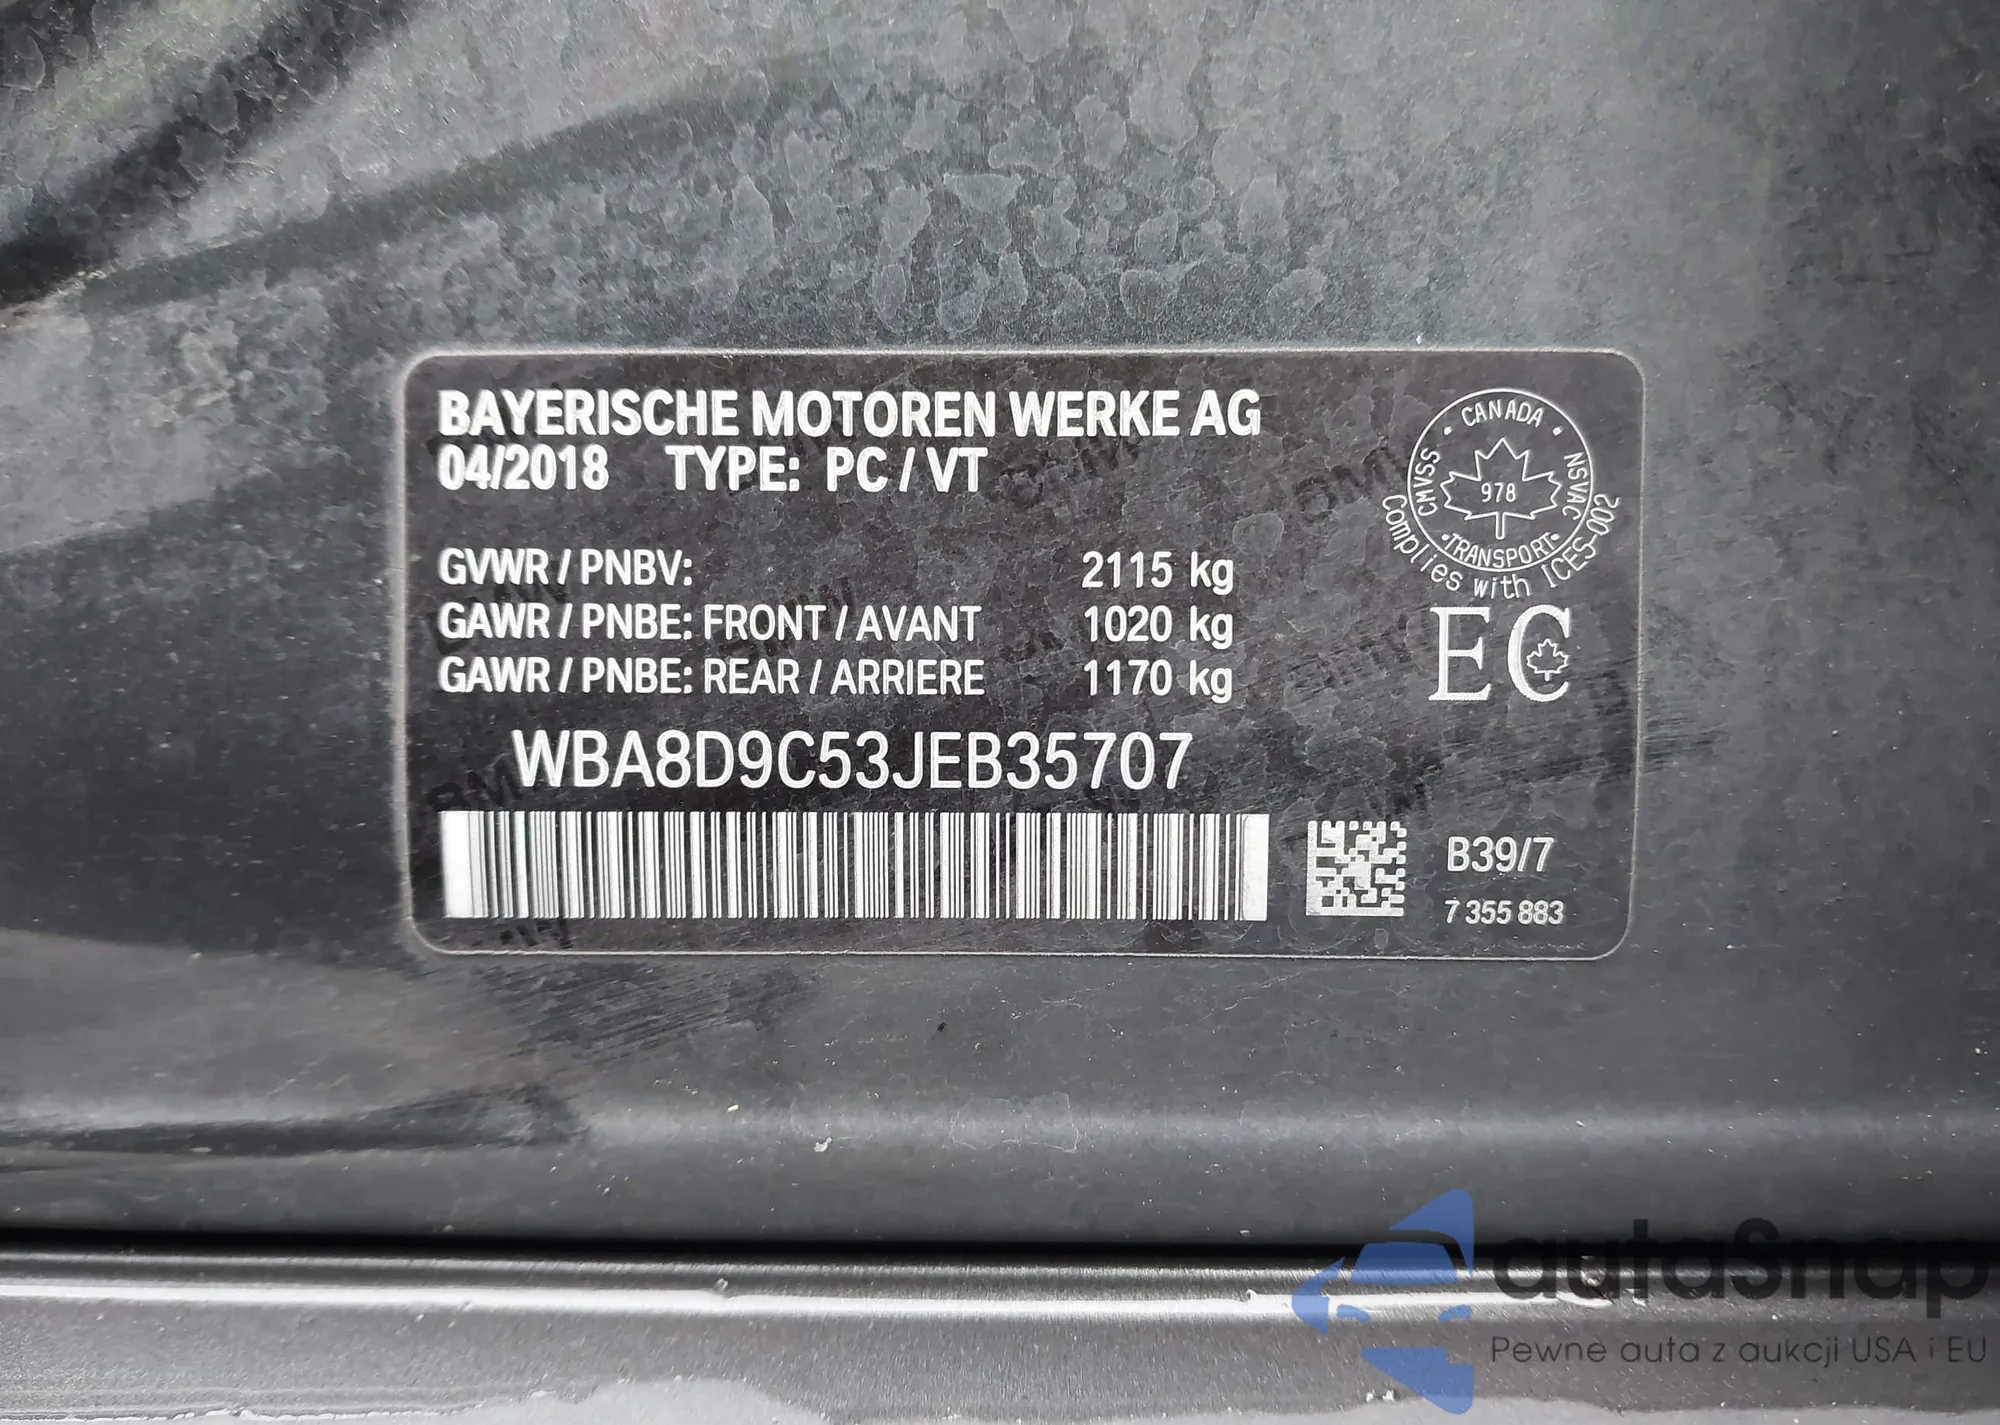 BAYERISCHE MOTOREN WERKE AG
04/2018 TYPE: PC / VT
GVWR / PNBV: 2115 kg
GAWR / PNBE: FRONT / AVANT 1020 kg
GAWR / PNBE: REAR / ARRIERE 1170 kg
WBA8D9C53JEB35707
CANADA
CMVSS
978
NSVAC
TRANSPORT
Complies with ICES-002
EC
B39/7
7 355 883
autaSnap
Pewne auta z aukcji USA i EU